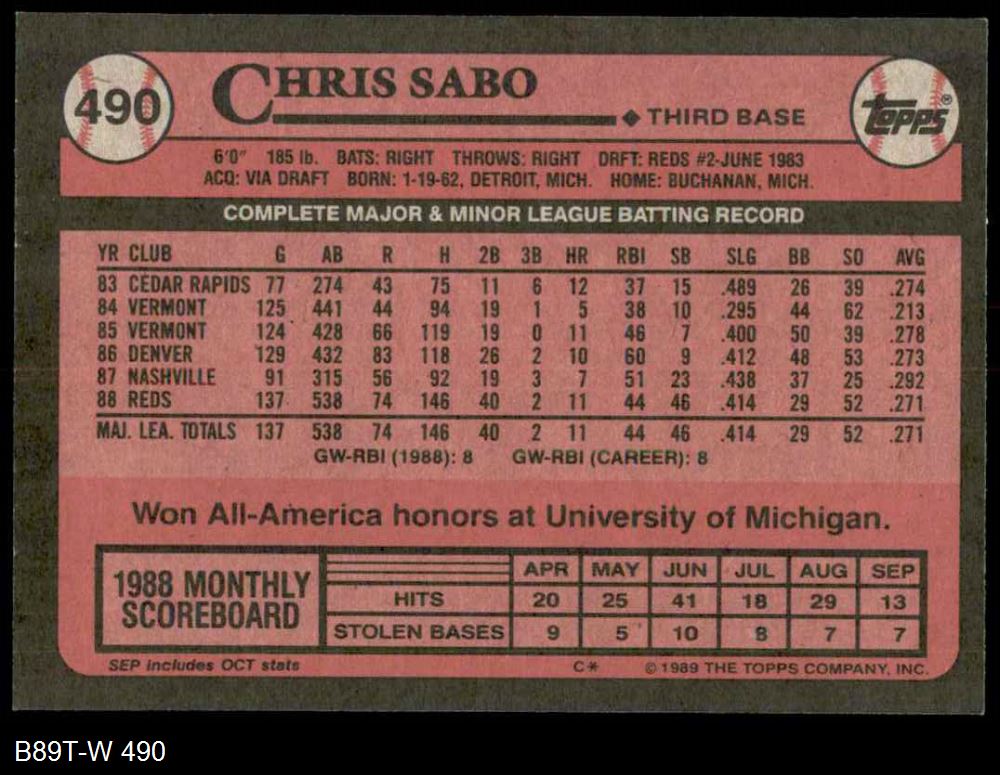 490
CHRIS SABO
◆ THIRD BASE
Topps®
6'0" 185 lb. BATS: RIGHT THROWS: RIGHT DRFT: REDS #2-JUNE 1983
ACQ: VIA DRAFT BORN: 1-19-62, DETROIT, MICH. HOME: BUCHANAN, MICH.
COMPLETE MAJOR & MINOR LEAGUE BATTING RECORD
YR CLUB G AB R H 2B 3B HR RBI SB SLG BB SO AVG
83 CEDAR RAPIDS 77 274 43 75 11 6 12 37 15 .489 26 39 .274
84 VERMONT 125 441 44 94 19 1 5 38 10 .295 44 62 .213
85 VERMONT 124 428 66 119 19 0 11 46 7 .400 50 39 .278
86 DENVER 129 432 83 118 26 2 10 60 9 .412 48 53 .273
87 NASHVILLE 91 315 56 92 19 3 7 51 23 .438 37 25 .292
88 REDS 137 538 74 146 40 2 11 44 46 .414 29 52 .271
MAJ. LEA. TOTALS 137 538 74 146 40 2 11 44 46 .414 29 52 .271
GW-RBI (1988): 8 GW-RBI (CAREER): 8
Won All-America honors at University of Michigan.
1988 MONTHLY
SCOREBOARD
APR MAY JUN JUL AUG SEP
HITS 20 25 41 18 29 13
STOLEN BASES 9 5 10 8 7 7
SEP includes OCT stats C* © 1989 THE TOPPS COMPANY, INC.
B89T-W 490